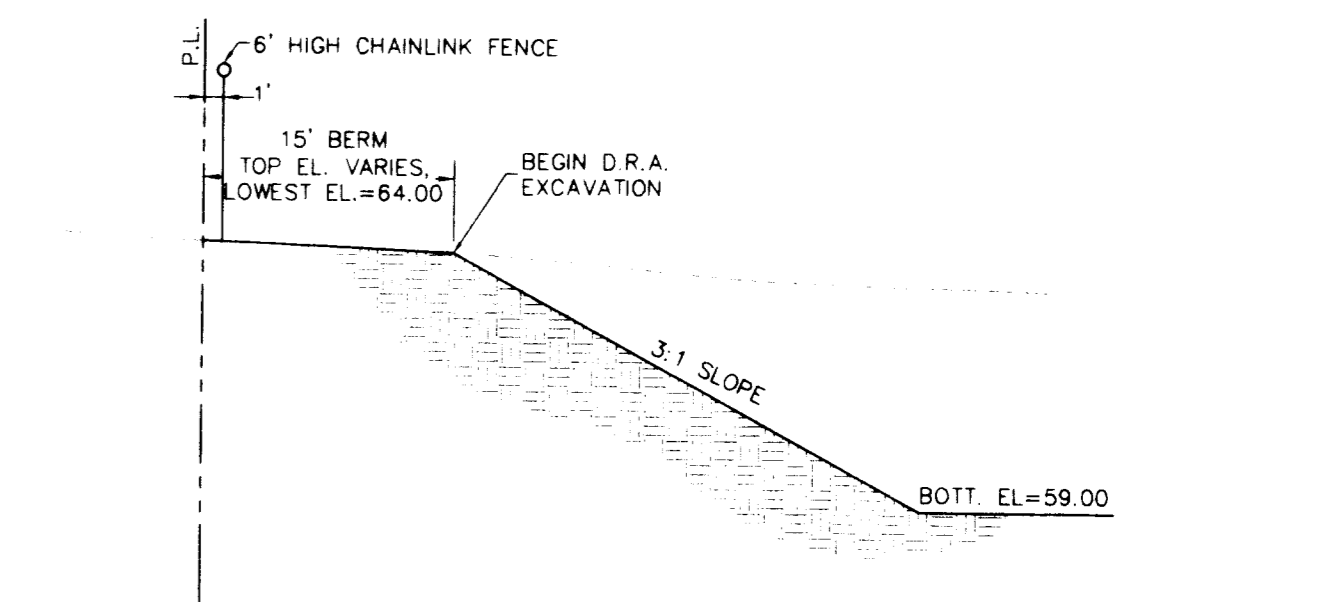 P.L.
6' HIGH CHAINLINK FENCE
1'
15' BERM
TOP EL. VARIES,
LOWEST EL.=64.00
BEGIN D.R.A.
EXCAVATION
3:1 SLOPE
BOTT. EL=59.00